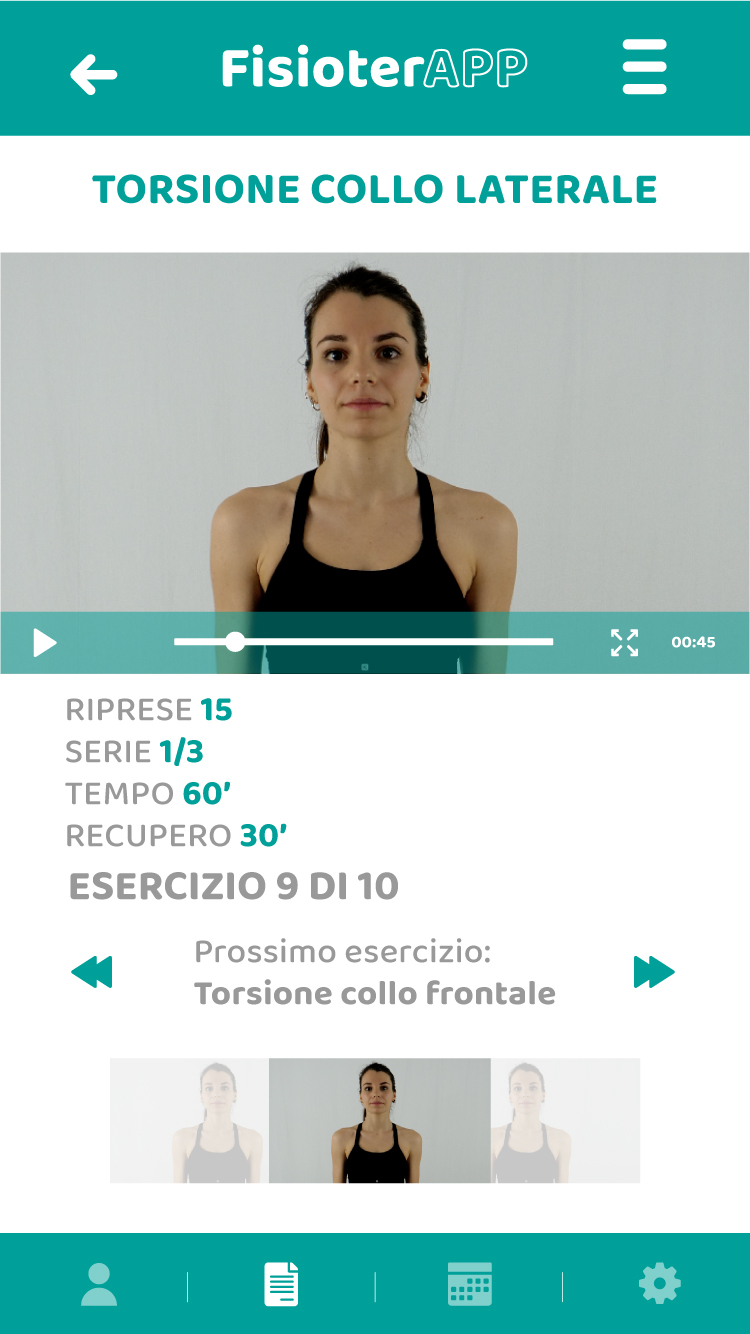 FisioterAPP
TORSIONE COLLO LATERALE
00:45
RIPRESE 15
SERIE 1/3
TEMPO 60’
RECUPERO 30’
ESERCIZIO 9 DI 10
Prossimo esercizio:
Torsione collo frontale